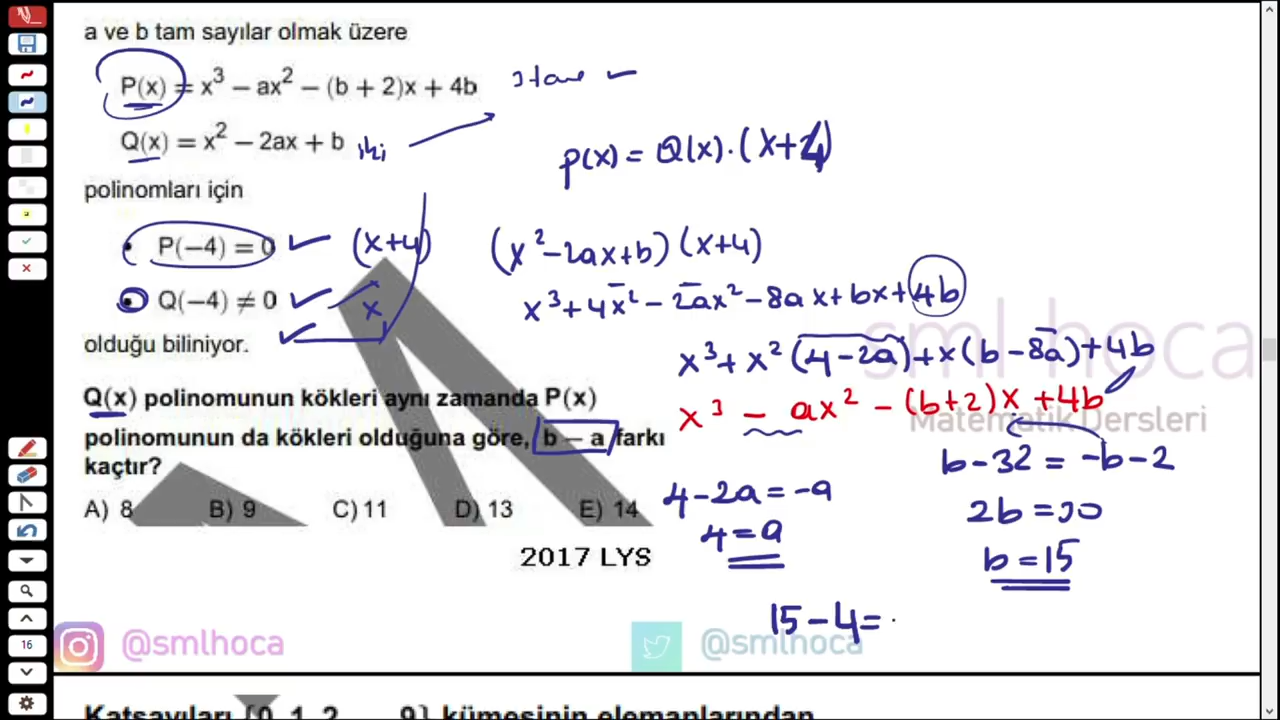 a ve b tam sayılar olmak üzere
P(x) = x³ − ax² − (b + 2)x + 4b
Q(x) = x² − 2ax + b
iki
P(x) = Q(x)·(x+4)
polinomları için
• P(−4) = 0
(x+4)
(x²−2ax+b)(x+4)
• Q(−4) ≠ 0
x
x³+4x²−2ax²−8ax+bx+4b
olduğu biliniyor.
x³+x²(4−2a)+x(b−8a)+4b
sml hoca
Matematik Dersleri
x³ − ax² − (b+2)x + 4b
Q(x) polinomunun kökleri aynı zamanda P(x)
polinomunun da kökleri olduğuna göre, b − a farkı
kaçtır?
A) 8 B) 9 C) 11 D) 13 E) 14
4−2a=−a
4=a
b−32=−b−2
2b=30
b=15
2017 LYS
15−4=
@smlhoca
@smlhoca
16
Katsayıları {0, 1, 2, ..., 9} kümesinin elemanlarından